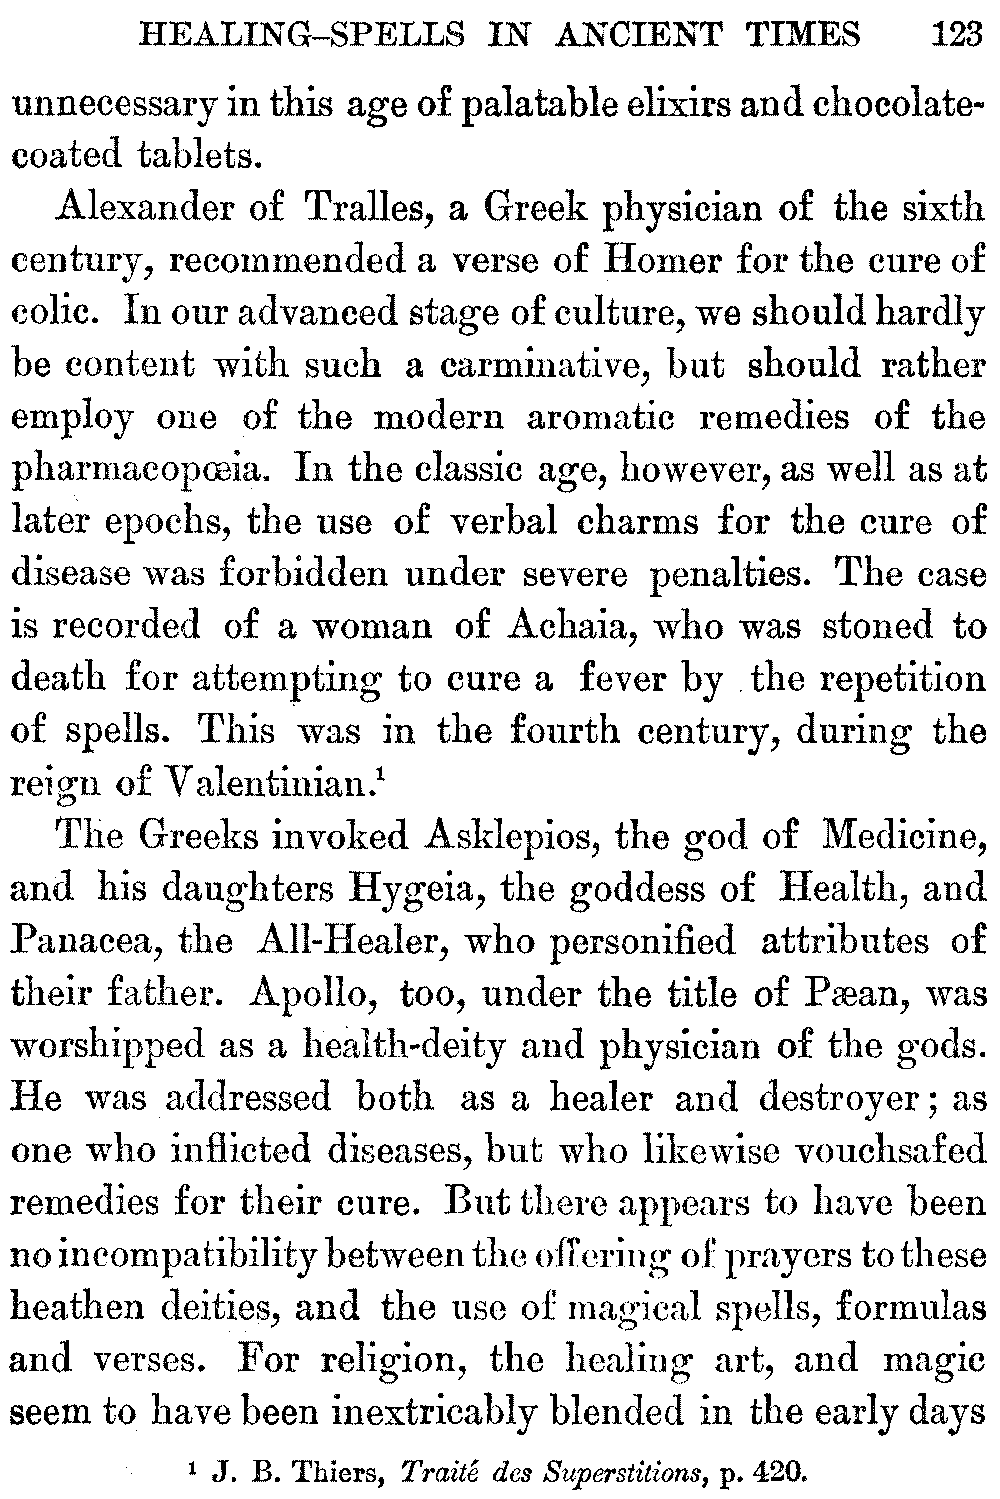 HEALING-SPELLS IN ANCIENT TIMES 123
unnecessary in this age of palatable elixirs and chocolate-
coated tablets.
Alexander of Tralles, a Greek physician of the sixth
century, recommended a verse of Homer for the cure of
colic. In our advanced stage of culture, we should hardly
be content with such a carminative, but should rather
employ one of the modern aromatic remedies of the
pharmacopœia. In the classic age, however, as well as at
later epochs, the use of verbal charms for the cure of
disease was forbidden under severe penalties. The case
is recorded of a woman of Achaia, who was stoned to
death for attempting to cure a fever by the repetition
of spells. This was in the fourth century, during the
reign of Valentinian.¹
The Greeks invoked Asklepios, the god of Medicine,
and his daughters Hygeia, the goddess of Health, and
Panacea, the All-Healer, who personified attributes of
their father. Apollo, too, under the title of Pæan, was
worshipped as a health-deity and physician of the gods.
He was addressed both as a healer and destroyer; as
one who inflicted diseases, but who likewise vouchsafed
remedies for their cure. But there appears to have been
no incompatibility between the offering of prayers to these
heathen deities, and the use of magical spells, formulas
and verses. For religion, the healing art, and magic
seem to have been inextricably blended in the early days
¹ J. B. Thiers, Traité des Superstitions, p. 420.